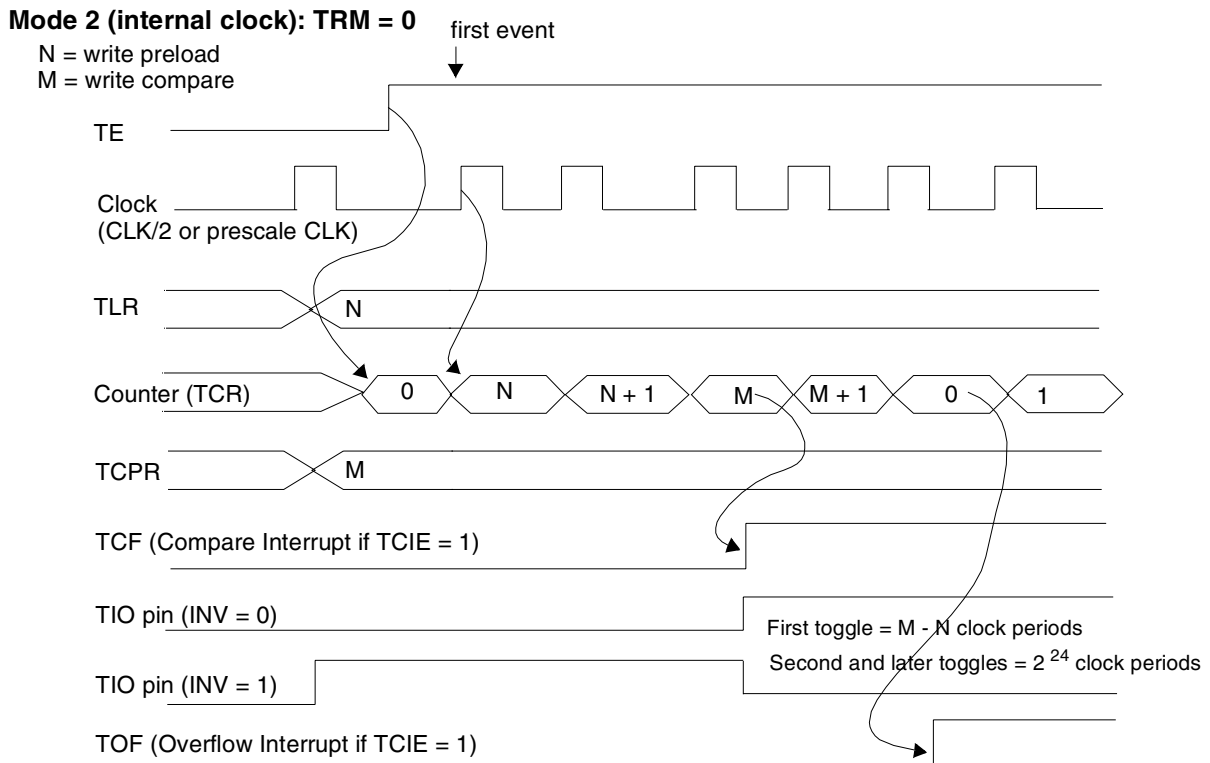 Mode 2 (internal clock): TRM = 0
first event
N = write preload
M = write compare
TE
Clock
(CLK/2 or prescale CLK)
TLR
N
Counter (TCR)
0
N
N + 1
M
M + 1
0
1
TCPR
M
TCF (Compare Interrupt if TCIE = 1)
TIO pin (INV = 0)
First toggle = M - N clock periods
Second and later toggles = 2 24 clock periods
TIO pin (INV = 1)
TOF (Overflow Interrupt if TCIE = 1)